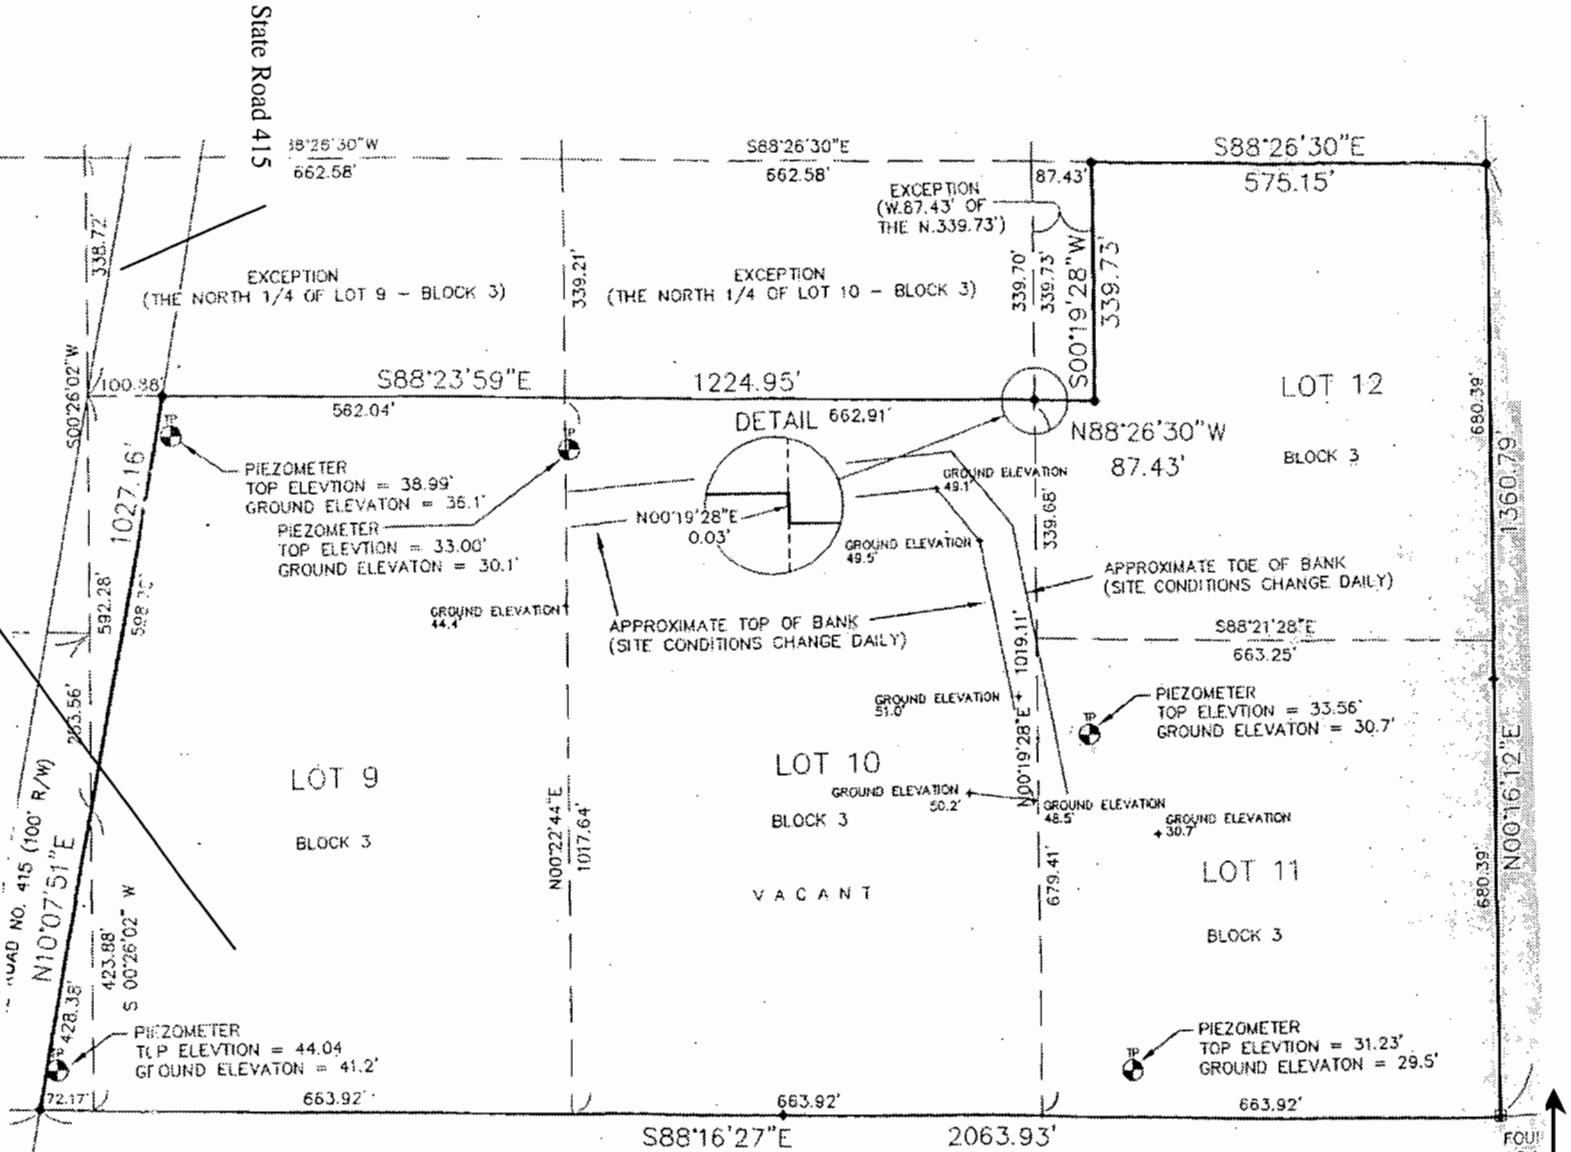 State Road 415
38°26'30"W
662.58'
S88°26'30"E
662.58'
87.43'
S88°26'30"E
575.15'
EXCEPTION
(W.87.43' OF
THE N.339.73')
338.72'
339.21'
339.70'
339.73'
S00°19'28"W
339.73'
EXCEPTION
(THE NORTH 1/4 OF LOT 9 - BLOCK 3)
EXCEPTION
(THE NORTH 1/4 OF LOT 10 - BLOCK 3)
S00°26'02"W
100.88'
S88°23'59"E
1224.95'
562.04'
662.91'
DETAIL
N88°26'30"W
87.43'
LOT 12
BLOCK 3
680.39'
1360.79'
TP
PIEZOMETER
TOP ELEVTION = 38.99'
GROUND ELEVATON = 36.1'
TP
PIEZOMETER
TOP ELEVTION = 33.00'
GROUND ELEVATON = 30.1'
N00°19'28"E
0.03'
GROUND ELEVATION
49.1'
GROUND ELEVATION
49.5'
339.68'
1027.16'
592.28'
GROUND ELEVATION
44.4'
APPROXIMATE TOP OF BANK
(SITE CONDITIONS CHANGE DAILY)
APPROXIMATE TOE OF BANK
(SITE CONDITIONS CHANGE DAILY)
S88°21'28"E
663.25'
1019.11'
N00°19'28"E
GROUND ELEVATION
51.0'
TP
PIEZOMETER
TOP ELEVTION = 33.56'
GROUND ELEVATON = 30.7'
LOT 9
BLOCK 3
LOT 10
BLOCK 3
VACANT
GROUND ELEVATION
50.2'
GROUND ELEVATION
48.5'
GROUND ELEVATION
30.7'
LOT 11
BLOCK 3
N00°22'44"E
1017.64'
679.41'
680.39'
N00°16'12"E
ROAD NO. 415 (100' R/W)
N10°07'51"E
428.38'
423.88'
S 00°26'02" W
TP
PIEZOMETER
TOP ELEVTION = 44.04
GROUND ELEVATON = 41.2'
TP
PIEZOMETER
TOP ELEVTION = 31.23'
GROUND ELEVATON = 29.5'
72.17'
663.92'
663.92'
663.92'
S88°16'27"E
2063.93'
FOU